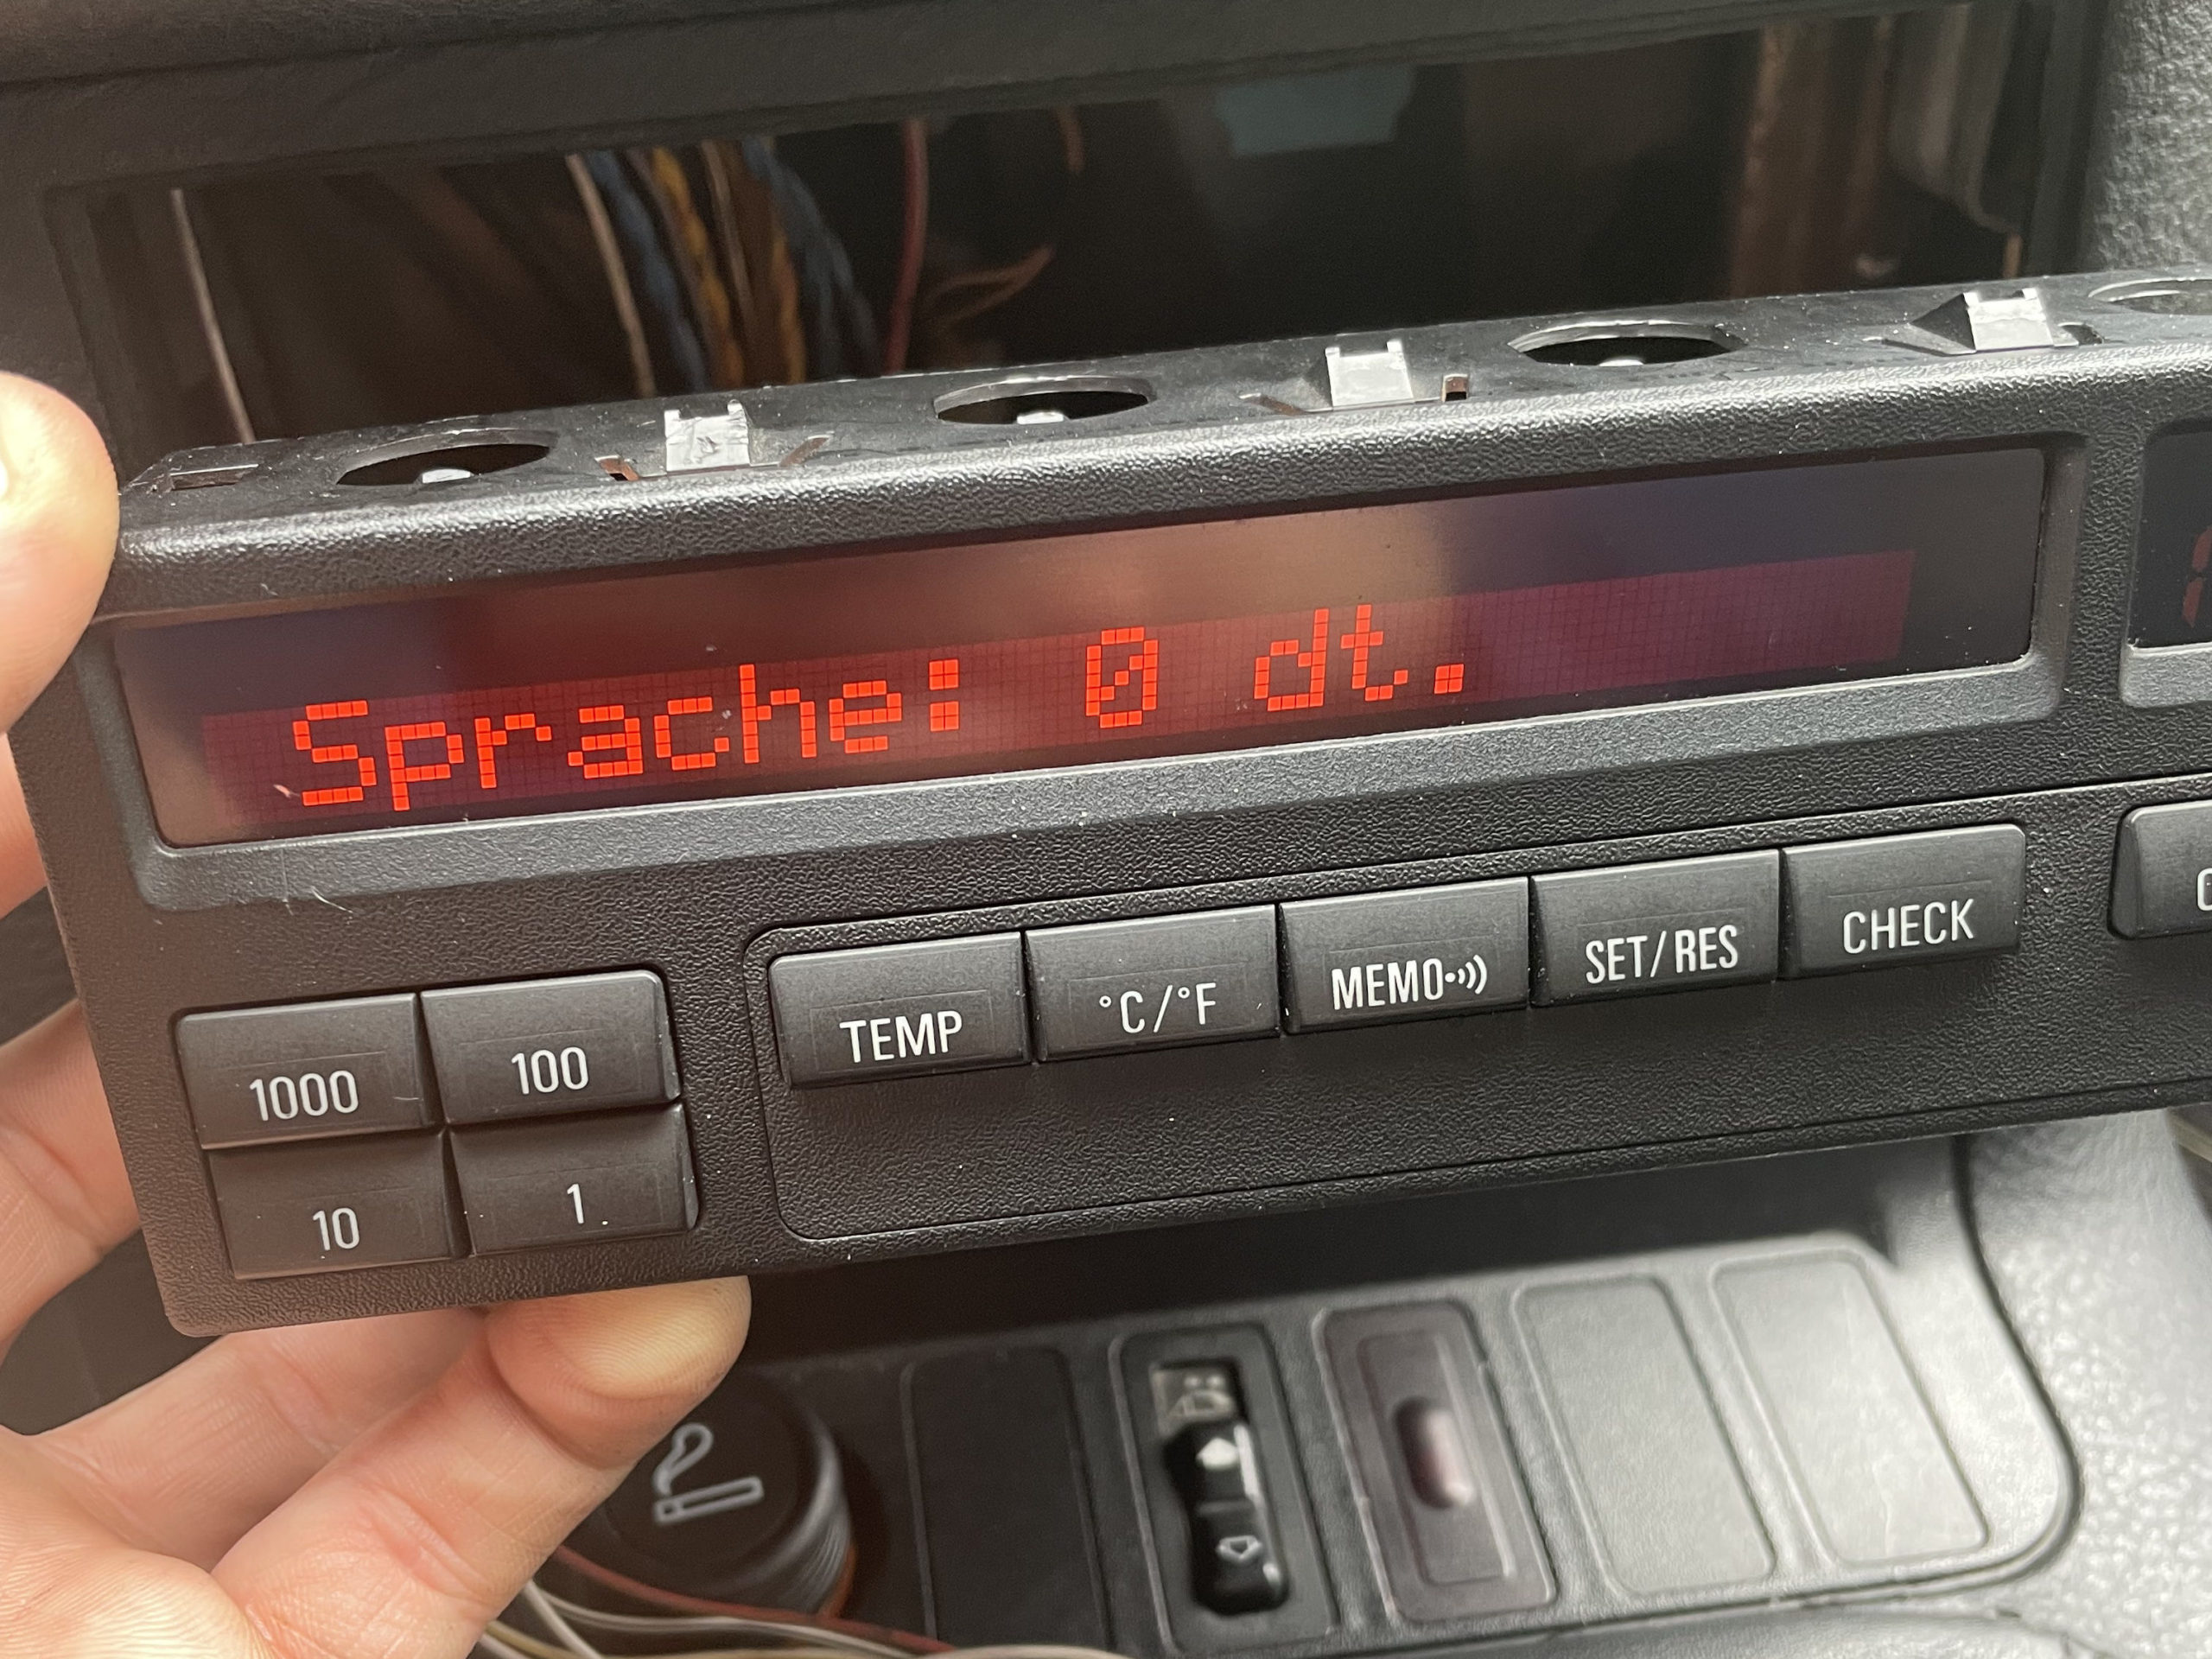 Sprache: 0 dt.
TEMP
°C/°F
MEMO
SET/RES
CHECK
1000
100
10
1